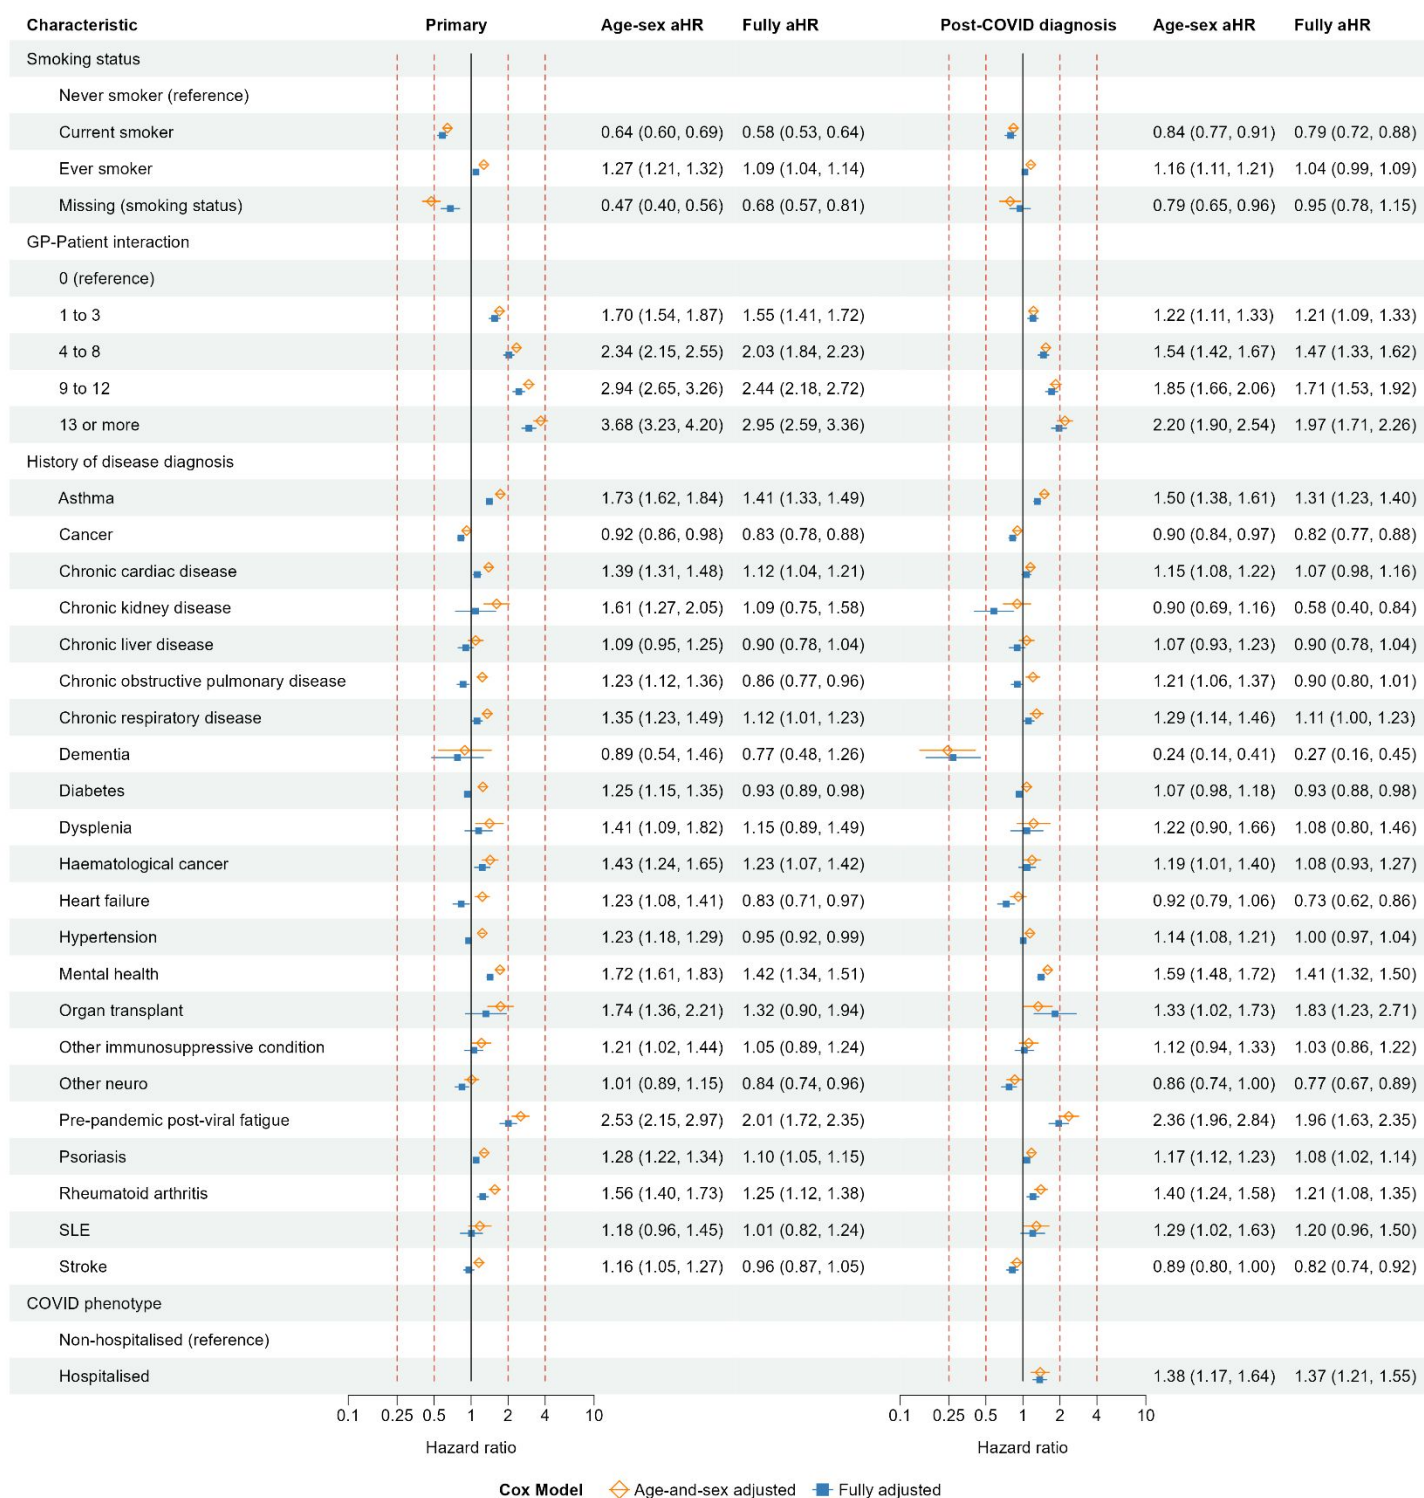 Characteristic Primary Age-sex aHR Fully aHR Post-COVID diagnosis Age-sex aHR Fully aHR
Smoking status
Never smoker (reference)
Current smoker 0.64 (0.60, 0.69) 0.58 (0.53, 0.64) 0.84 (0.77, 0.91) 0.79 (0.72, 0.88)
Ever smoker 1.27 (1.21, 1.32) 1.09 (1.04, 1.14) 1.16 (1.11, 1.21) 1.04 (0.99, 1.09)
Missing (smoking status) 0.47 (0.40, 0.56) 0.68 (0.57, 0.81) 0.79 (0.65, 0.96) 0.95 (0.78, 1.15)
GP-Patient interaction
0 (reference)
1 to 3 1.70 (1.54, 1.87) 1.55 (1.41, 1.72) 1.22 (1.11, 1.33) 1.21 (1.09, 1.33)
4 to 8 2.34 (2.15, 2.55) 2.03 (1.84, 2.23) 1.54 (1.42, 1.67) 1.47 (1.33, 1.62)
9 to 12 2.94 (2.65, 3.26) 2.44 (2.18, 2.72) 1.85 (1.66, 2.06) 1.71 (1.53, 1.92)
13 or more 3.68 (3.23, 4.20) 2.95 (2.59, 3.36) 2.20 (1.90, 2.54) 1.97 (1.71, 2.26)
History of disease diagnosis
Asthma 1.73 (1.62, 1.84) 1.41 (1.33, 1.49) 1.50 (1.38, 1.61) 1.31 (1.23, 1.40)
Cancer 0.92 (0.86, 0.98) 0.83 (0.78, 0.88) 0.90 (0.84, 0.97) 0.82 (0.77, 0.88)
Chronic cardiac disease 1.39 (1.31, 1.48) 1.12 (1.04, 1.21) 1.15 (1.08, 1.22) 1.07 (0.98, 1.16)
Chronic kidney disease 1.61 (1.27, 2.05) 1.09 (0.75, 1.58) 0.90 (0.69, 1.16) 0.58 (0.40, 0.84)
Chronic liver disease 1.09 (0.95, 1.25) 0.90 (0.78, 1.04) 1.07 (0.93, 1.23) 0.90 (0.78, 1.04)
Chronic obstructive pulmonary disease 1.23 (1.12, 1.36) 0.86 (0.77, 0.96) 1.21 (1.06, 1.37) 0.90 (0.80, 1.01)
Chronic respiratory disease 1.35 (1.23, 1.49) 1.12 (1.01, 1.23) 1.29 (1.14, 1.46) 1.11 (1.00, 1.23)
Dementia 0.89 (0.54, 1.46) 0.77 (0.48, 1.26) 0.24 (0.14, 0.41) 0.27 (0.16, 0.45)
Diabetes 1.25 (1.15, 1.35) 0.93 (0.89, 0.98) 1.07 (0.98, 1.18) 0.93 (0.88, 0.98)
Dysplenia 1.41 (1.09, 1.82) 1.15 (0.89, 1.49) 1.22 (0.90, 1.66) 1.08 (0.80, 1.46)
Haematological cancer 1.43 (1.24, 1.65) 1.23 (1.07, 1.42) 1.19 (1.01, 1.40) 1.08 (0.93, 1.27)
Heart failure 1.23 (1.08, 1.41) 0.83 (0.71, 0.97) 0.92 (0.79, 1.06) 0.73 (0.62, 0.86)
Hypertension 1.23 (1.18, 1.29) 0.95 (0.92, 0.99) 1.14 (1.08, 1.21) 1.00 (0.97, 1.04)
Mental health 1.72 (1.61, 1.83) 1.42 (1.34, 1.51) 1.59 (1.48, 1.72) 1.41 (1.32, 1.50)
Organ transplant 1.74 (1.36, 2.21) 1.32 (0.90, 1.94) 1.33 (1.02, 1.73) 1.83 (1.23, 2.71)
Other immunosuppressive condition 1.21 (1.02, 1.44) 1.05 (0.89, 1.24) 1.12 (0.94, 1.33) 1.03 (0.86, 1.22)
Other neuro 1.01 (0.89, 1.15) 0.84 (0.74, 0.96) 0.86 (0.74, 1.00) 0.77 (0.67, 0.89)
Pre-pandemic post-viral fatigue 2.53 (2.15, 2.97) 2.01 (1.72, 2.35) 2.36 (1.96, 2.84) 1.96 (1.63, 2.35)
Psoriasis 1.28 (1.22, 1.34) 1.10 (1.05, 1.15) 1.17 (1.12, 1.23) 1.08 (1.02, 1.14)
Rheumatoid arthritis 1.56 (1.40, 1.73) 1.25 (1.12, 1.38) 1.40 (1.24, 1.58) 1.21 (1.08, 1.35)
SLE 1.18 (0.96, 1.45) 1.01 (0.82, 1.24) 1.29 (1.02, 1.63) 1.20 (0.96, 1.50)
Stroke 1.16 (1.05, 1.27) 0.96 (0.87, 1.05) 0.89 (0.80, 1.00) 0.82 (0.74, 0.92)
COVID phenotype
Non-hospitalised (reference)
Hospitalised 1.38 (1.17, 1.64) 1.37 (1.21, 1.55)
0.1 0.25 0.5 1 2 4 10 0.1 0.25 0.5 1 2 4 10
Hazard ratio Hazard ratio
Cox Model Age-and-sex adjusted Fully adjusted